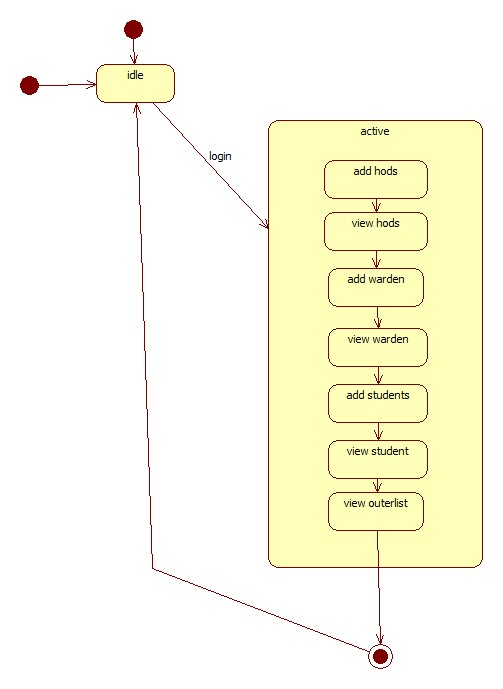 idle
login
active
add hods
view hods
add warden
view warden
add students
view student
view outerlist